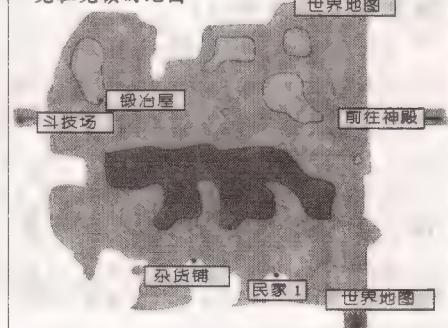 世界地图
锻冶屋
斗技场
前往神殿
杂货铺
民家 1
世界地图